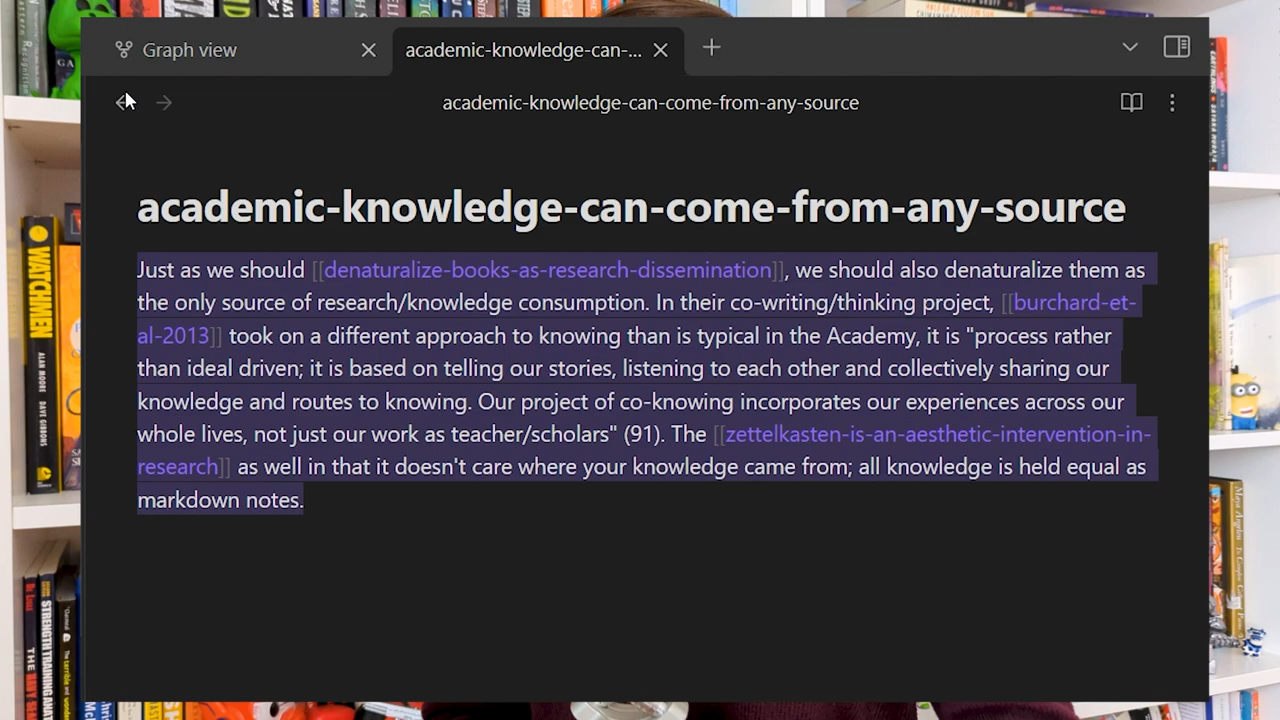 Graph view
academic-knowledge-can-...
academic-knowledge-can-come-from-any-source
academic-knowledge-can-come-from-any-source
Just as we should [[denaturalize-books-as-research-dissemination]], we should also denaturalize them as
the only source of research/knowledge consumption. In their co-writing/thinking project, [[burchard-et-
al-2013]] took on a different approach to knowing than is typical in the Academy, it is "process rather
than ideal driven; it is based on telling our stories, listening to each other and collectively sharing our
knowledge and routes to knowing. Our project of co-knowing incorporates our experiences across our
whole lives, not just our work as teacher/scholars" (91). The [[zettelkasten-is-an-aesthetic-intervention-in-
research]] as well in that it doesn't care where your knowledge came from; all knowledge is held equal as
markdown notes.
WATCHMEN
ALAN MOORE
DAVE GIBBONS
STRENGTH TRAINING ANAT